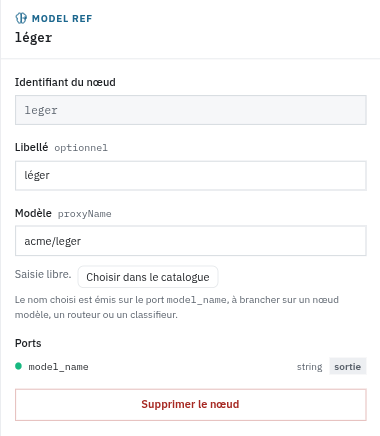 MODEL REF
léger
Identifiant du nœud
leger
Libellé optionnel
léger
Modèle proxyName
acme/leger
Saisie libre. Choisir dans le catalogue
Le nom choisi est émis sur le port model_name, à brancher sur un nœud
modèle, un routeur ou un classifieur.
Ports
model_name string sortie
Supprimer le nœud